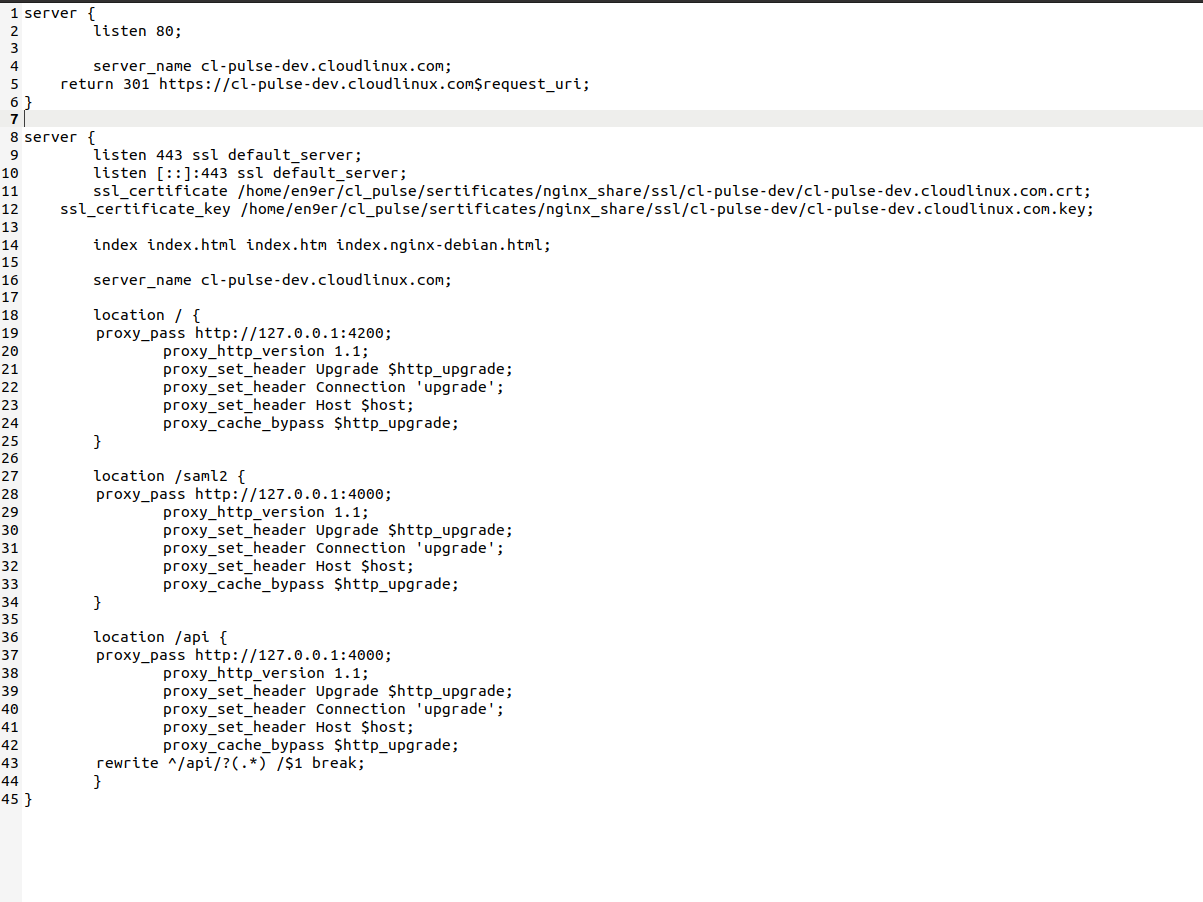 1 server {
2 listen 80;
3
4 server_name cl-pulse-dev.cloudlinux.com;
5 return 301 https://cl-pulse-dev.cloudlinux.com$request_uri;
6 }
7
8 server {
9 listen 443 ssl default_server;
10 listen [::]:443 ssl default_server;
11 ssl_certificate /home/en9er/cl_pulse/sertificates/nginx_share/ssl/cl-pulse-dev/cl-pulse-dev.cloudlinux.com.crt;
12 ssl_certificate_key /home/en9er/cl_pulse/sertificates/nginx_share/ssl/cl-pulse-dev/cl-pulse-dev.cloudlinux.com.key;
13
14 index index.html index.htm index.nginx-debian.html;
15
16 server_name cl-pulse-dev.cloudlinux.com;
17
18 location / {
19 proxy_pass http://127.0.0.1:4200;
20 proxy_http_version 1.1;
21 proxy_set_header Upgrade $http_upgrade;
22 proxy_set_header Connection 'upgrade';
23 proxy_set_header Host $host;
24 proxy_cache_bypass $http_upgrade;
25 }
26
27 location /saml2 {
28 proxy_pass http://127.0.0.1:4000;
29 proxy_http_version 1.1;
30 proxy_set_header Upgrade $http_upgrade;
31 proxy_set_header Connection 'upgrade';
32 proxy_set_header Host $host;
33 proxy_cache_bypass $http_upgrade;
34 }
35
36 location /api {
37 proxy_pass http://127.0.0.1:4000;
38 proxy_http_version 1.1;
39 proxy_set_header Upgrade $http_upgrade;
40 proxy_set_header Connection 'upgrade';
41 proxy_set_header Host $host;
42 proxy_cache_bypass $http_upgrade;
43 rewrite ^/api/?(.*) /$1 break;
44 }
45 }